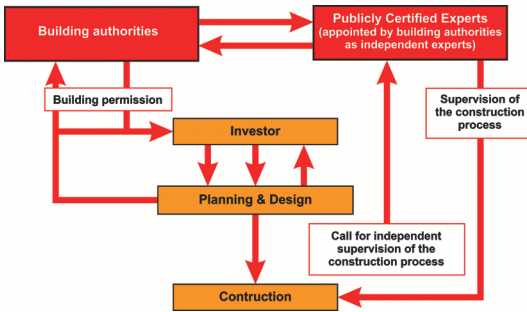 Building authorities
Publicly Certified Experts
(appointed by building authorities
as independent experts)
Building permission
Supervision of
the construction
process
Investor
Planning & Design
Call for independent
supervision of the
construction process
Contruction